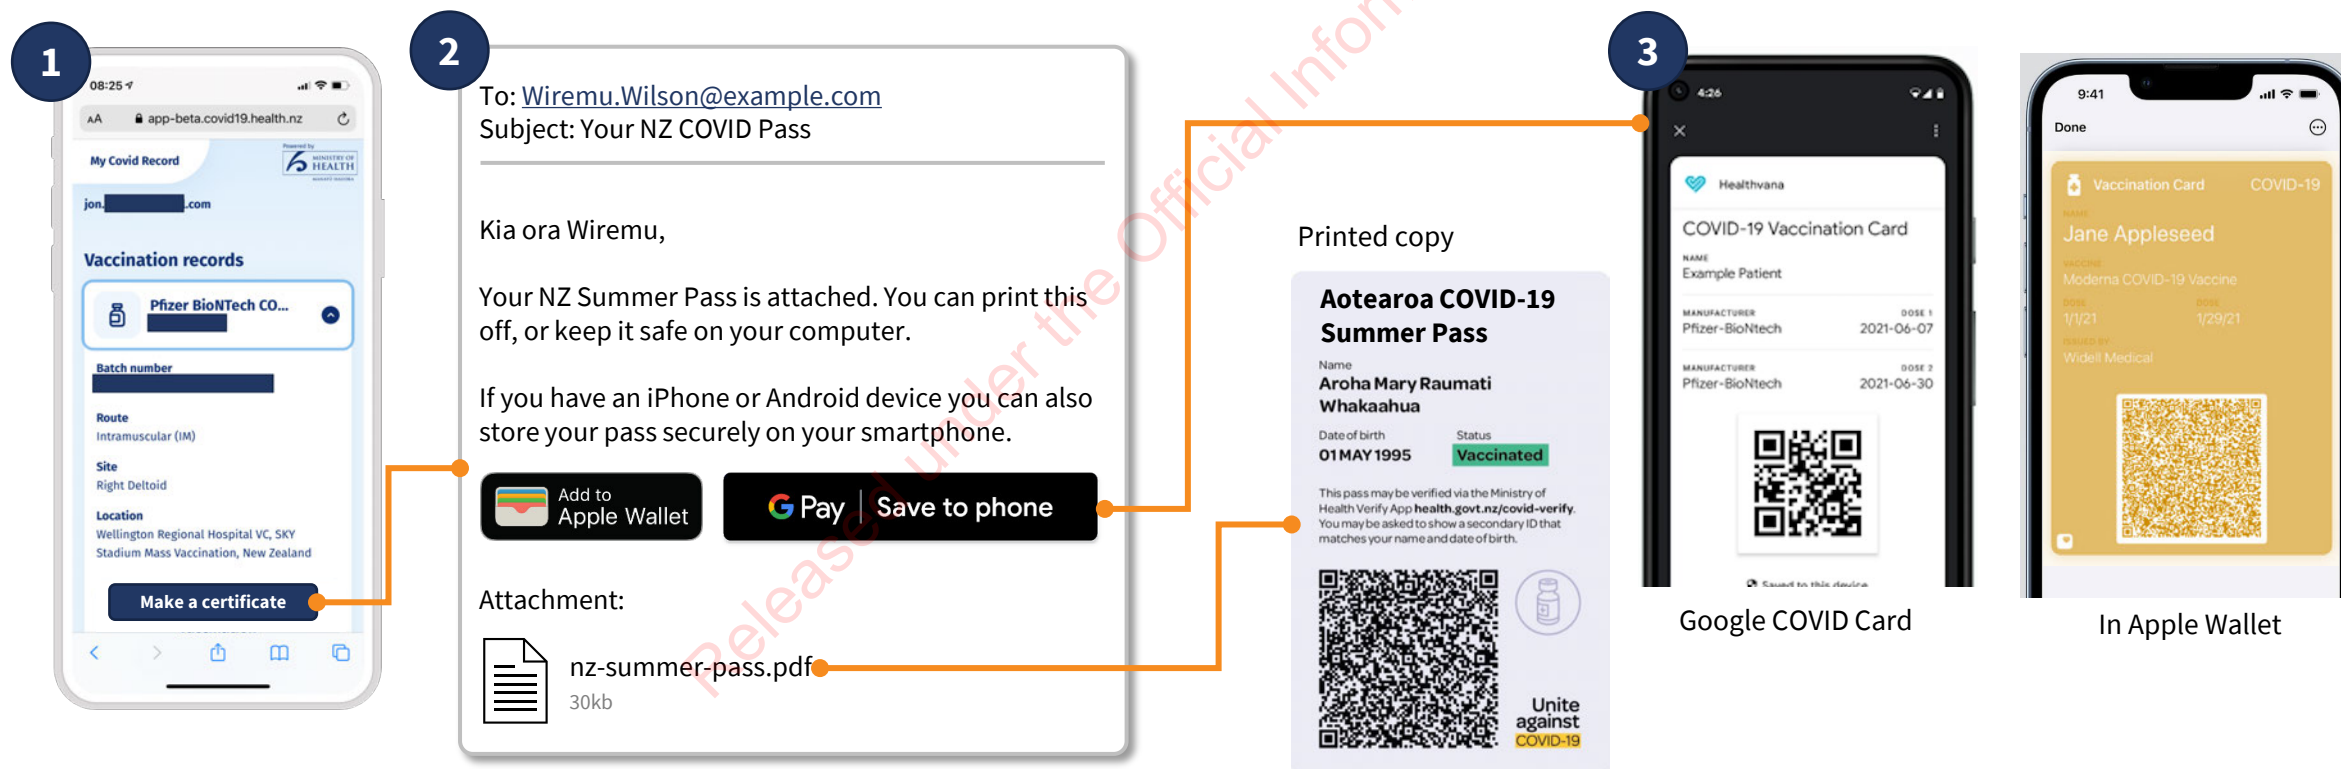 1
08:25
AA app-beta.covid19.health.nz
My Covid Record
Powered by
MINISTRY OF
HEALTH
MANATŪ HAUORA
jon. .com
Vaccination records
Pfizer BioNTech CO...
Batch number
Route
Intramuscular (IM)
Site
Right Deltoid
Location
Wellington Regional Hospital VC, SKY
Stadium Mass Vaccination, New Zealand
Make a certificate
2
To: Wiremu.Wilson@example.com
Subject: Your NZ COVID Pass
Kia ora Wiremu,
Your NZ Summer Pass is attached. You can print this
off, or keep it safe on your computer.
If you have an iPhone or Android device you can also
store your pass securely on your smartphone.
Add to
Apple Wallet
G Pay | Save to phone
Attachment:
nz-summer-pass.pdf
30kb
Released under the Official Infor
Printed copy
Aotearoa COVID-19
Summer Pass
Name
Aroha Mary Raumati
Whakaahua
Date of birth Status
01 MAY 1995 Vaccinated
This pass may be verified via the Ministry of
Health Verify App health.govt.nz/covid-verify.
You may be asked to show a secondary ID that
matches your name and date of birth.
Unite
against
COVID-19
3
4:26
Healthvana
COVID-19 Vaccination Card
NAME
Example Patient
MANUFACTURER DOSE 1
Pfizer-BioNtech 2021-06-07
MANUFACTURER DOSE 2
Pfizer-BioNtech 2021-06-30
Saved to this device
Google COVID Card
9:41
Done
Vaccination Card COVID-19
NAME
Jane Appleseed
VACCINE
Moderna COVID-19 Vaccine
DOSE DOSE
1/1/21 1/29/21
ISSUED BY
Widell Medical
In Apple Wallet